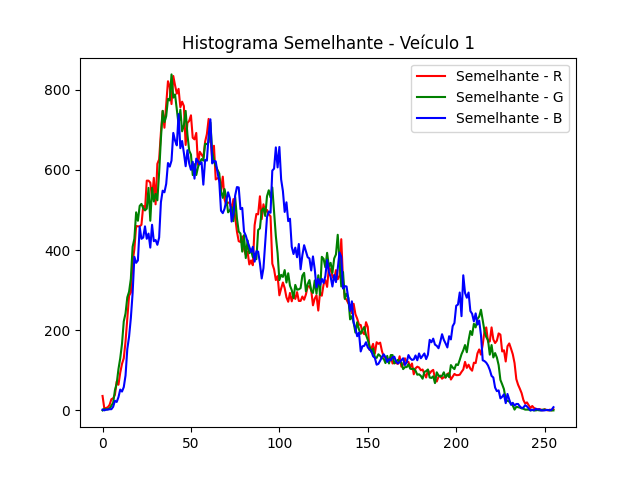 Histograma Semelhante - Veículo 1
Semelhante - R
Semelhante - G
Semelhante - B
800
600
400
200
0
0 50 100 150 200 250